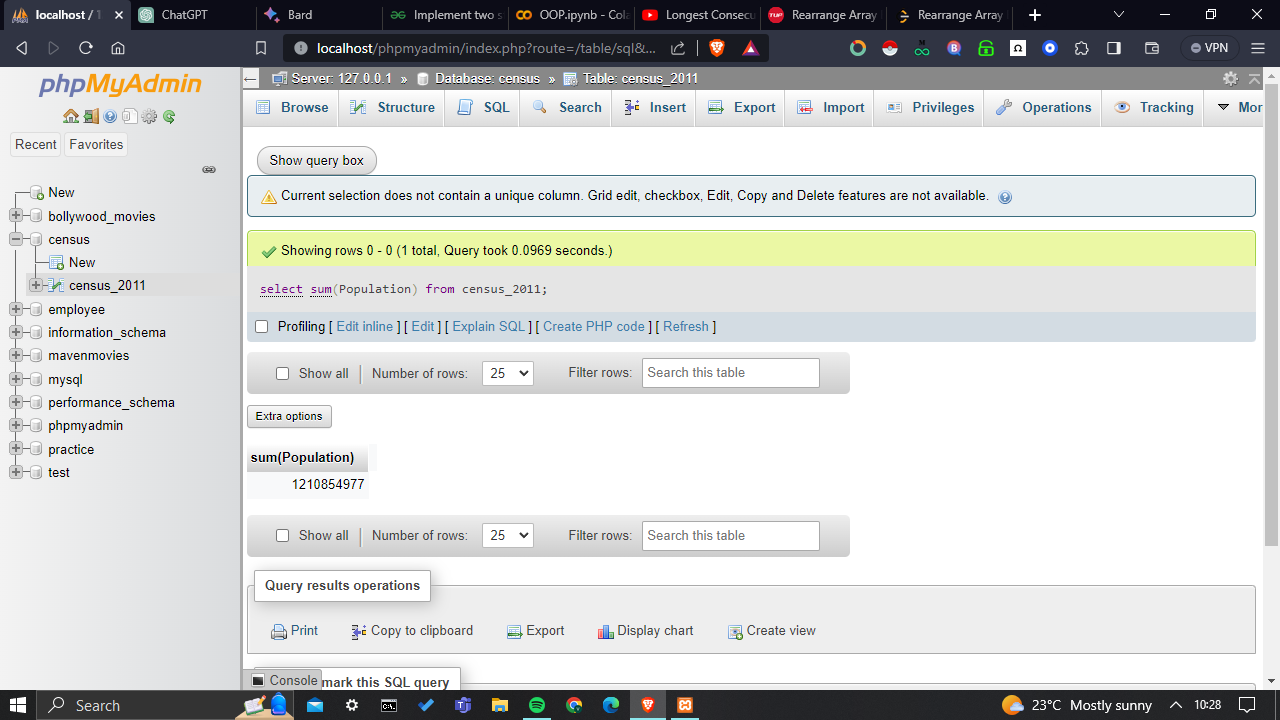 localhost / 1
ChatGPT
Bard
Implement two s
OOP.ipynb - Cola
Longest Consecu
Rearrange Array
Rearrange Array
localhost/phpmyadmin/index.php?route=/table/sql&...
VPN
phpMyAdmin
Recent
Favorites
New
bollywood_movies
census
New
census_2011
employee
information_schema
mavenmovies
mysql
performance_schema
phpmyadmin
practice
test
Server: 127.0.0.1 » Database: census » Table: census_2011
Browse
Structure
SQL
Search
Insert
Export
Import
Privileges
Operations
Tracking
Mor
Show query box
Current selection does not contain a unique column. Grid edit, checkbox, Edit, Copy and Delete features are not available.
Showing rows 0 - 0 (1 total, Query took 0.0969 seconds.)
select sum(Population) from census_2011;
Profiling [ Edit inline ] [ Edit ] [ Explain SQL ] [ Create PHP code ] [ Refresh ]
Show all
Number of rows:
25
Filter rows:
Search this table
Extra options
sum(Population)
1210854977
Show all
Number of rows:
25
Filter rows:
Search this table
Query results operations
Print
Copy to clipboard
Export
Display chart
Create view
Console
mark this SQL query
Search
23°C Mostly sunny
10:28